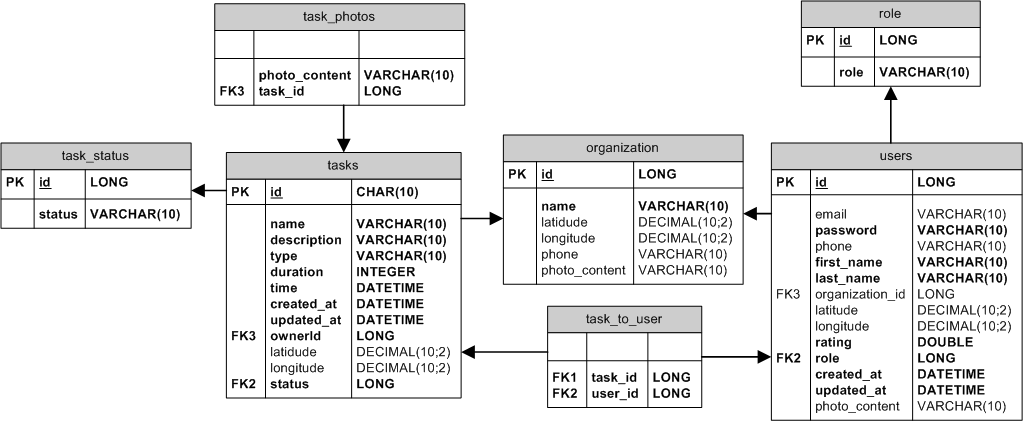 task_photos
photo_content VARCHAR(10)
FK3 task_id LONG
role
PK id LONG
role VARCHAR(10)
task_status
PK id LONG
status VARCHAR(10)
tasks
PK id CHAR(10)
name VARCHAR(10)
description VARCHAR(10)
type VARCHAR(10)
duration INTEGER
time DATETIME
created_at DATETIME
updated_at DATETIME
FK3 ownerId LONG
latidude DECIMAL(10;2)
longitude DECIMAL(10;2)
FK2 status LONG
organization
PK id LONG
name VARCHAR(10)
latidude DECIMAL(10;2)
longitude DECIMAL(10;2)
phone VARCHAR(10)
photo_content VARCHAR(10)
task_to_user
FK1 task_id LONG
FK2 user_id LONG
users
PK id LONG
email VARCHAR(10)
password VARCHAR(10)
phone VARCHAR(10)
first_name VARCHAR(10)
last_name VARCHAR(10)
FK3 organization_id LONG
latitude DECIMAL(10;2)
longitude DECIMAL(10;2)
rating DOUBLE
FK2 role LONG
created_at DATETIME
updated_at DATETIME
photo_content VARCHAR(10)